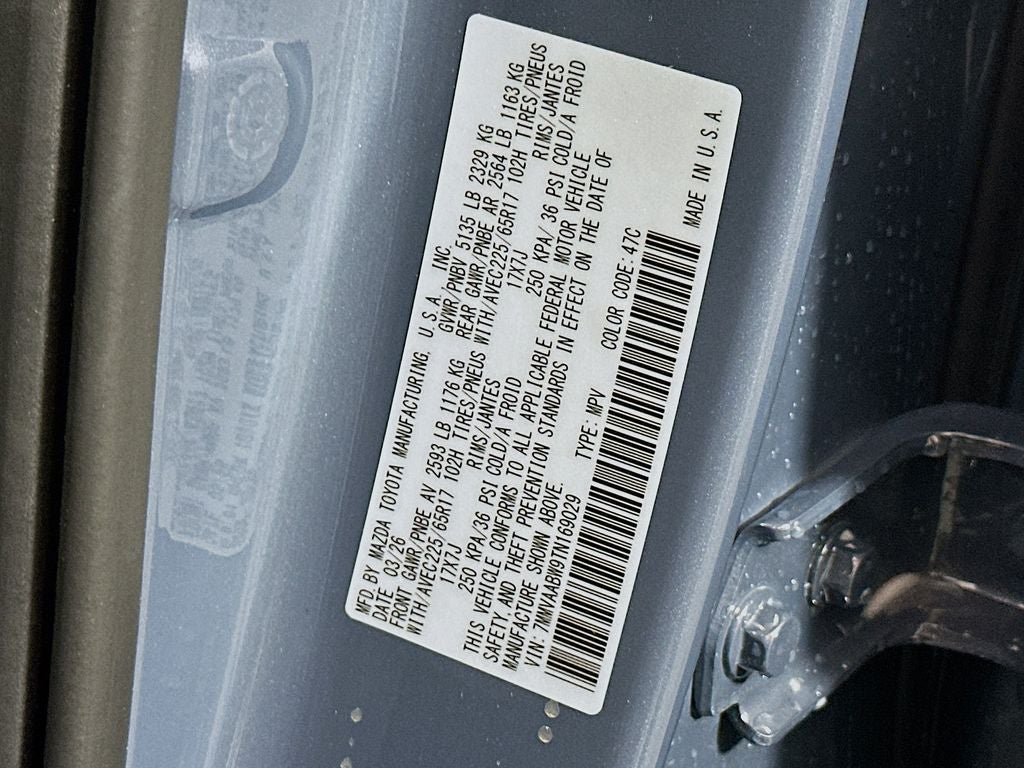 MFD.BY MAZDA TOYOTA MANUFACTURING, U.S.A. INC.
DATE 03/26 GVWR/PNBV 5135 LB 2329 KG
FRONT GAWR/PNBE AV 2593 LB 1176 KG REAR GAWR/PNBE AR 2564 LB 1163 KG
WITH/AVEC225/65R17 102H TIRES/PNEUS WITH/AVEC225/65R17 102H TIRES/PNEUS
17X7J RIMS/JANTES 17X7J RIMS/JANTES
250 KPA/36 PSI COLD/A FROID 250 KPA/36 PSI COLD/A FROID
THIS VEHICLE CONFORMS TO ALL APPLICABLE FEDERAL MOTOR VEHICLE
SAFETY, AND THEFT PREVENTION STANDARDS IN EFFECT ON THE DATE OF
MANUFACTURE SHOWN ABOVE.
VIN: 7MMVAABW9TN169029 TYPE: MPV COLOR CODE: 47C
MADE IN U.S.A.